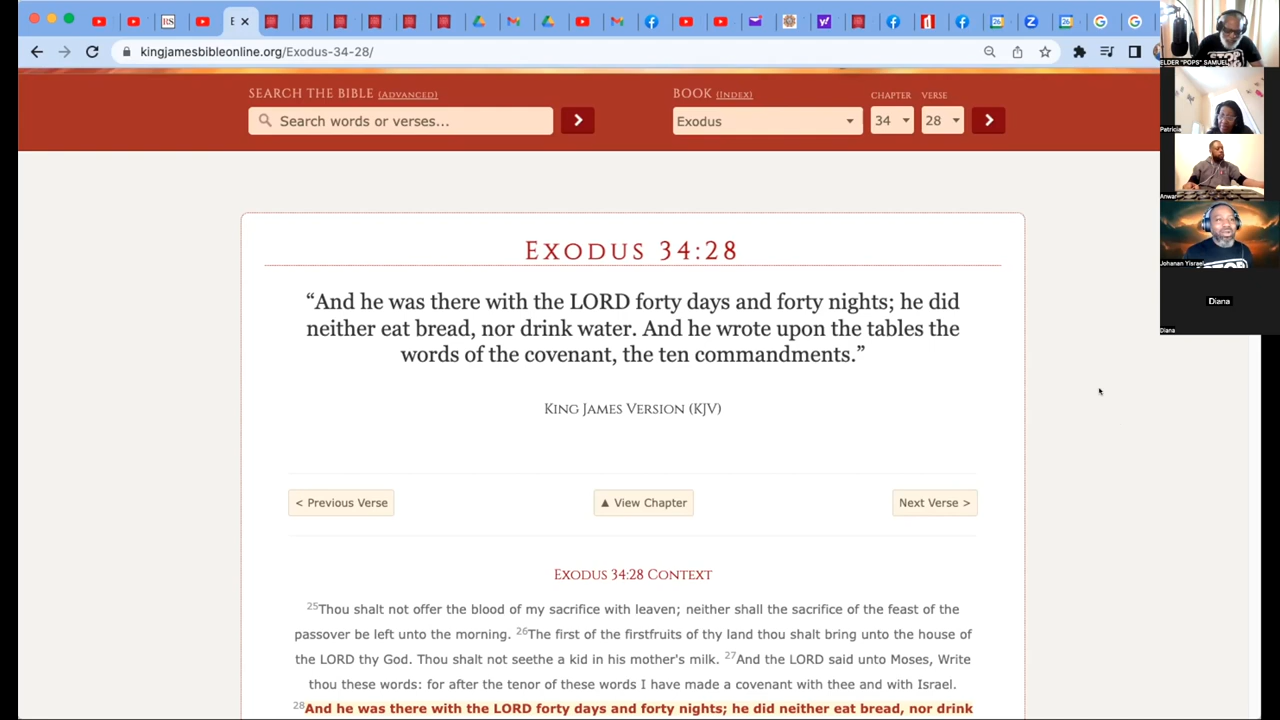 E
kingjamesbibleonline.org/Exodus-34-28/
SEARCH THE BIBLE (ADVANCED)
BOOK (INDEX)
CHAPTER
VERSE
Search words or verses...
Exodus
34
28
EXODUS 34:28
“And he was there with the LORD forty days and forty nights; he did
neither eat bread, nor drink water. And he wrote upon the tables the
words of the covenant, the ten commandments.”
KING JAMES VERSION (KJV)
< Previous Verse
▲ View Chapter
Next Verse >
EXODUS 34:28 CONTEXT
25Thou shalt not offer the blood of my sacrifice with leaven; neither shall the sacrifice of the feast of the
passover be left unto the morning. 26The first of the firstfruits of thy land thou shalt bring unto the house of
the LORD thy God. Thou shalt not seethe a kid in his mother's milk. 27And the LORD said unto Moses, Write
thou these words: for after the tenor of these words I have made a covenant with thee and with Israel.
28And he was there with the LORD forty days and forty nights; he did neither eat bread, nor drink
ELDER "POPS" SAMUEL
Patricia
Anwar
Johanan Yisrael
Diana
Diana